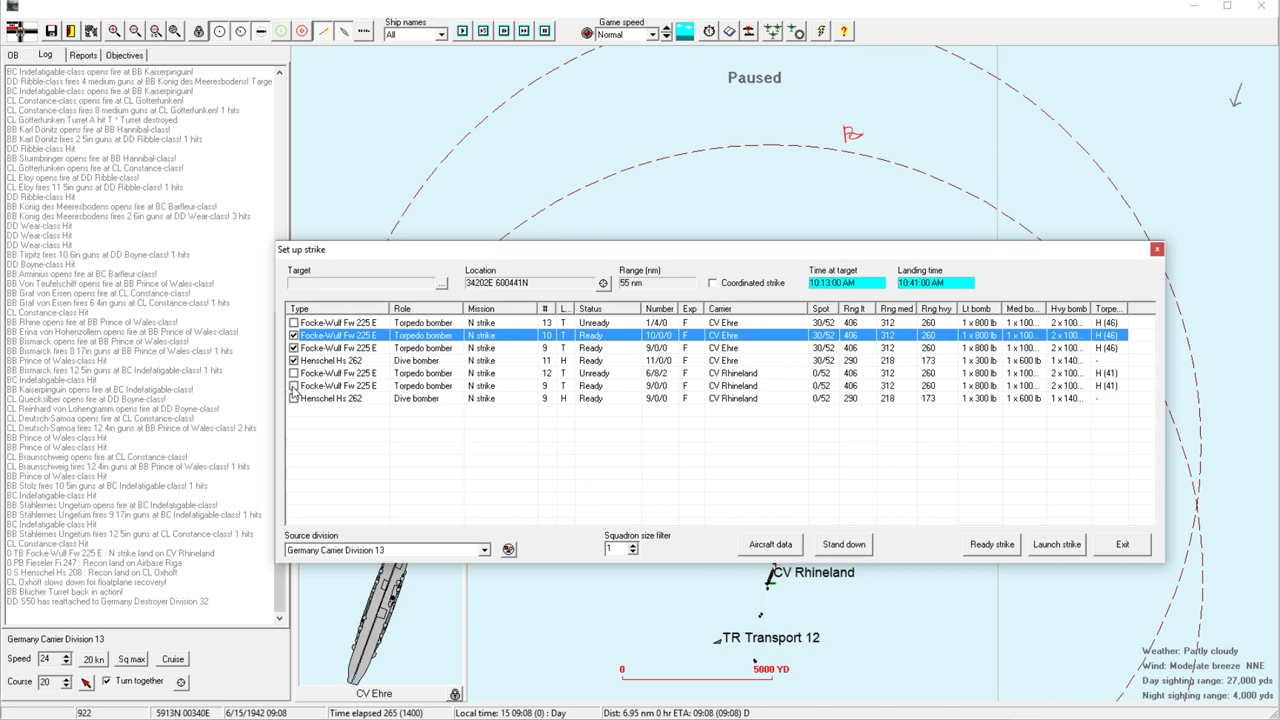 Ship names
Game speed
All
Normal
OB Log Reports Objectives
BC Indefatigable-class opens fire at BB Kaiserpinguin!
DD Ribble-class fires 4 medium guns at BB König des Meeresbodens! Targe
BC Indefatigable-class opens fire at BB Kaiserpinguin!
CL Constance-class opens fire at CL Götterfunken!
CL Constance-class fires 8 medium guns at CL Götterfunken! 1 hits
CL Götterfunken Turret A hit T * Turret destroyed
BB Karl Dönitz opens fire at BB Hannibal-class!
BB Karl Dönitz fires 2 5in guns at DD Ribble-class! 1 hits
DD Ribble-class Hit
BB Sturmbringer opens fire at BB Hannibal-class!
CL Götterfunken opens fire at CL Constance-class!
CL Eloy opens fire at DD Ribble-class!
CL Eloy fires 11 5in guns at DD Ribble-class! 1 hits
DD Ribble-class Hit
BB König des Meeresbodens opens fire at BC Barfleur-class!
BB König des Meeresbodens fires 2 6in guns at DD Wear-class! 3 hits
DD Wear-class Hit
DD Wear-class Hit
DD Wear-class Hit
BB Tirpitz fires 10 6in guns at DD Boyne-class! 1 hits
DD Boyne-class Hit
BB Arminius opens fire at BC Barfleur-class!
BB Von Teufelschiff opens fire at BC Indefatigable-class!
BB Graf von Eisen opens fire at BC Indefatigable-class!
BB Graf von Eisen fires 6 4in guns at CL Constance-class! 1 hits
CL Constance-class Hit
BB Rhine opens fire at BB Prince of Wales-class!
BB Erina von Hohenzollern opens fire at BB Prince of Wales-class!
BB Bismarck opens fire at BB Prince of Wales-class!
BB Bismarck fires 8 17in guns at BB Prince of Wales-class! 1 hits
BB Prince of Wales-class Hit
BB Bismarck fires 12 5in guns at CL Constance-class! 1 hits
BC Indefatigable-class Hit
BB Kaiserpinguin opens fire at BC Indefatigable-class!
CL Quecksilber opens fire at DD Boyne-class!
CL Reinhard von Lohengramm opens fire at DD Boyne-class!
CL Deutsch-Samoa opens fire at CL Constance-class!
CL Deutsch-Samoa fires 12 4in guns at BB Prince of Wales-class! 2 hits
BB Prince of Wales-class Hit
BB Prince of Wales-class Hit
CL Braunschweig opens fire at CL Constance-class!
CL Braunschweig fires 12 4in guns at BB Prince of Wales-class! 1 hits
BB Prince of Wales-class Hit
BB Stolz fires 10 5in guns at BC Indefatigable-class! 1 hits
BC Indefatigable-class Hit
BB Stählernes Ungetüm opens fire at BC Indefatigable-class!
BB Stählernes Ungetüm fires 9 17in guns at BC Indefatigable-class! 1 hits
BC Indefatigable-class Hit
BB Stählernes Ungetüm fires 12 5in guns at CL Constance-class! 1 hits
CL Constance-class Hit
0 TB Focke-Wulf Fw 225 E : N strike land on CV Rhineland
0 PB Fieseler Fi 247 : Recon land on Airbase Riga
0 S Henschel Hs 208 : Recon land on CL Oxhoft
CL Oxhöft slows down for floatplane recovery!
BB Blücher Turret back in action!
DD S50 has reattached to Germany Destroyer Division 32
Germany Carrier Division 13
Speed 24 20 kn Sq max Cruise
Course 20 Turn together
Paused
Set up strike
Target Location Range (nm) Coordinated strike Time at target Landing time
34202E 600441N 55 nm 10:13:00 AM 10:41:00 AM
Type Role Mission # L... Status Number Exp Carrier Spot Rng lt Rng med Rng hvy Lt bomb Med bo... Hvy bomb Torpe...
Focke-Wulf Fw 225 E Torpedo bomber N strike 13 T Unready 1/4/0 F CV Ehre 30/52 406 312 260 1 x 800 lb 1 x 100... 2 x 100... H (46)
Focke-Wulf Fw 225 E Torpedo bomber N strike 10 T Ready 10/0/0 F CV Ehre 30/52 406 312 260 1 x 800 lb 1 x 100... 2 x 100... H (46)
Focke-Wulf Fw 225 E Torpedo bomber N strike 9 T Ready 9/0/0 F CV Ehre 30/52 406 312 260 1 x 800 lb 1 x 100... 2 x 100... H (46)
Henschel Hs 262 Dive bomber N strike 11 H Ready 11/0/0 F CV Ehre 30/52 290 218 173 1 x 300 lb 1 x 600 lb 1 x 140... -
Focke-Wulf Fw 225 E Torpedo bomber N strike 12 T Unready 6/8/2 F CV Rhineland 0/52 406 312 260 1 x 800 lb 1 x 100... 2 x 100... H (41)
Focke-Wulf Fw 225 E Torpedo bomber N strike 9 T Ready 9/0/0 F CV Rhineland 0/52 406 312 260 1 x 800 lb 1 x 100... 2 x 100... H (41)
Henschel Hs 262 Dive bomber N strike 9 H Ready 9/0/0 F CV Rhineland 0/52 290 218 173 1 x 300 lb 1 x 600 lb 1 x 140... -
Source division Squadron size filter
Germany Carrier Division 13 1 Aircraft data Stand down Ready strike Launch strike Exit
CV Rhineland
TR Transport 12
0 5000 YD
CV Ehre
Weather: Partly cloudy
Wind: Moderate breeze NNE
Day sighting range: 27,000 yds
Night sighting range: 4,000 yds
922 5913N 00340E 6/15/1942 09:08 Time elapsed 265 (1400) Local time: 15 09:08 (0) : Day Dist: 6.95 nm 0 hr ETA: 09:08 (09:08) D